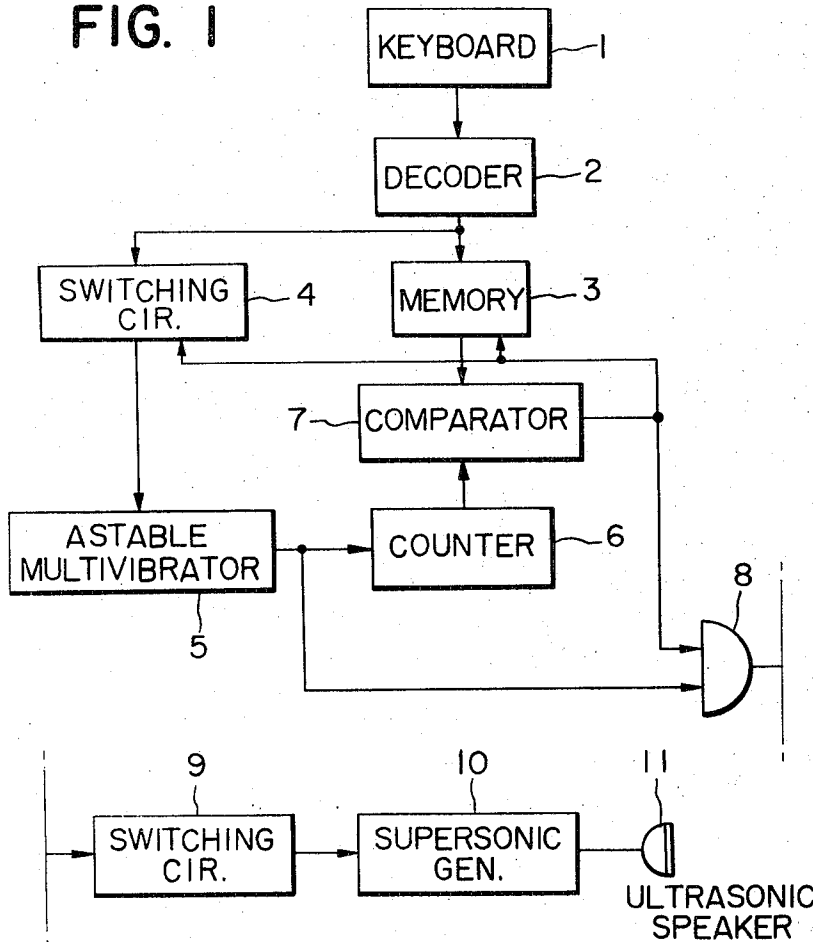 FIG. 1
KEYBOARD 1
DECODER 2
SWITCHING
CIR.
4
MEMORY 3
7 COMPARATOR
ASTABLE
MULTIVIBRATOR
5
COUNTER 6
8
9
SWITCHING
CIR.
10
SUPERSONIC
GEN.
11
ULTRASONIC
SPEAKER